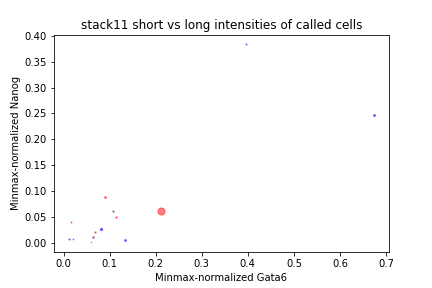 stack11 short vs long intensities of called cells
0.40
0.35
0.30
0.25
0.20
0.15
0.10
0.05
0.00
Minmax-normalized Nanog
0.0 0.1 0.2 0.3 0.4 0.5 0.6 0.7
Minmax-normalized Gata6